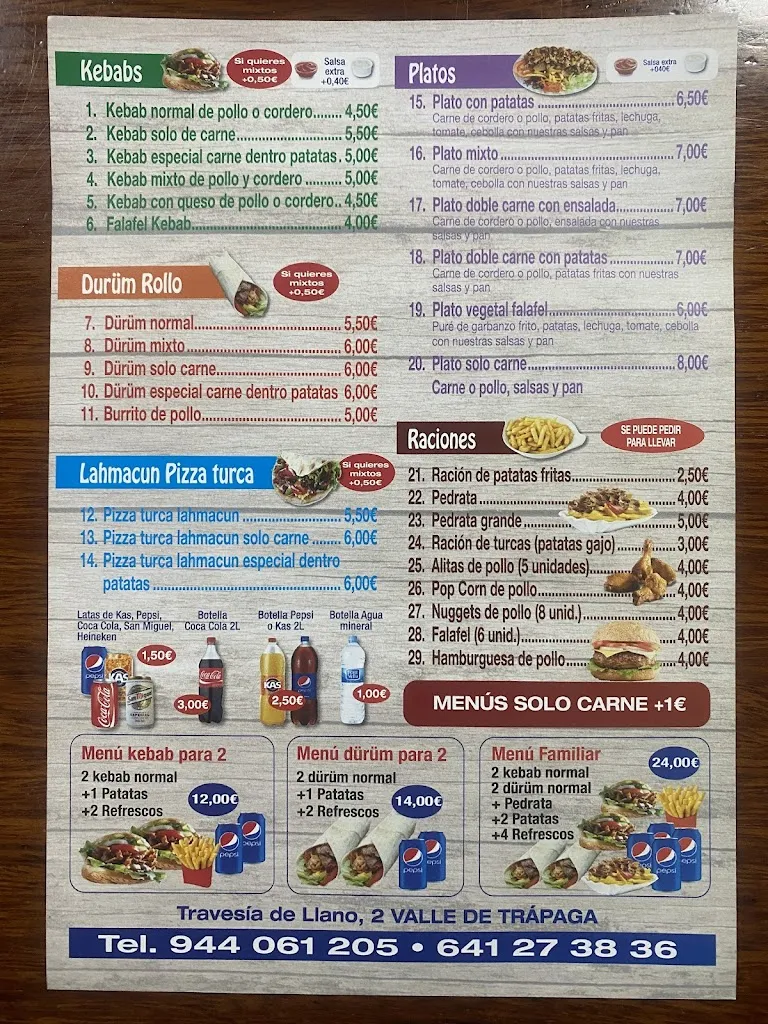 Kebabs
Si quieres
mixtos
+0,50€
Salsa
extra
+0,40€
1. Kebab normal de pollo o cordero........ 4,50€
2. Kebab solo de carne.................................. 5,50€
3. Kebab especial carne dentro patatas. 5,00€
4. Kebab mixto de pollo y cordero .......... 5,00€
5. Kebab con queso de pollo o cordero.. 4,50€
6. Falafel Kebab............................................. 4,00€
Durüm Rollo
Si quieres
mixtos
+0,50€
7. Dürüm normal............................................ 5,50€
8. Dürüm mixto .............................................. 6,00€
9. Dürüm solo carne...................................... 6,00€
10. Dürüm especial carne dentro patatas 6,00€
11. Burrito de pollo.......................................... 5,00€
Lahmacun Pizza turca
Si quieres
mixtos
+0,50€
12. Pizza turca lahmacun ................................ 5,50€
13. Pizza turca lahmacun solo carne ....... 6,00€
14. Pizza turca lahmacun especial dentro
patatas ........................................................ 6,00€
Latas de Kas, Pepsi,
Coca Cola, San Miguel,
Heineken
1,50€
Botella
Coca Cola 2L
3,00€
Botella Pepsi
o Kas 2L
2,50€
Botella Agua
mineral
1,00€
pepsi
KAS
Coca-Cola
San Miguel
Coca-Cola
KAS
pepsi
Platos
Salsa extra
+040€
15. Plato con patatas ................................... 6,50€
Carne de cordero o pollo, patatas fritas, lechuga,
tomate, cebolla con nuestras salsas y pan
16. Plato mixto ............................................. 7,00€
Carne de cordero o pollo, patatas fritas, lechuga,
tomate, cebolla con nuestras salsas y pan
17. Plato doble carne con ensalada.............. 7,00€
Carne de cordero o pollo, ensalada con nuestras
salsas y pan
18. Plato doble carne con patatas ................. 7,00€
Carne de cordero o pollo, patatas fritas con nuestras
salsas y pan
19. Plato vegetal falafel................................ 6,00€
Puré de garbanzo frito, patatas, lechuga, tomate, cebolla
con nuestras salsas y pan
20. Plato solo carne...................................... 8,00€
Carne o pollo, salsas y pan
Raciones
SE PUEDE PEDIR
PARA LLEVAR
21. Ración de patatas fritas.......................... 2,50€
22. Pedrata.................................................... 4,00€
23. Pedrata grande....................................... 5,00€
24. Ración de turcas (patatas gajo).............. 3,00€
25. Alitas de pollo (5 unidades).................... 4,00€
26. Pop Corn de pollo................................... 4,00€
27. Nuggets de pollo (8 unid.)...................... 4,00€
28. Falafel (6 unid.)....................................... 4,00€
29. Hamburguesa de pollo........................... 4,00€
MENÚS SOLO CARNE +1€
Menú kebab para 2
2 kebab normal
+1 Patatas
+2 Refrescos
12,00€
pepsi
pepsi
Menú dürüm para 2
2 dürüm normal
+1 Patatas
+2 Refrescos
14,00€
pepsi
pepsi
Menú Familiar
2 kebab normal
2 dürüm normal
+ Pedrata
+2 Patatas
+4 Refrescos
24,00€
pepsi
pepsi
Travesía de Llano, 2 VALLE DE TRÁPAGA
Tel. 944 061 205 • 641 27 38 36